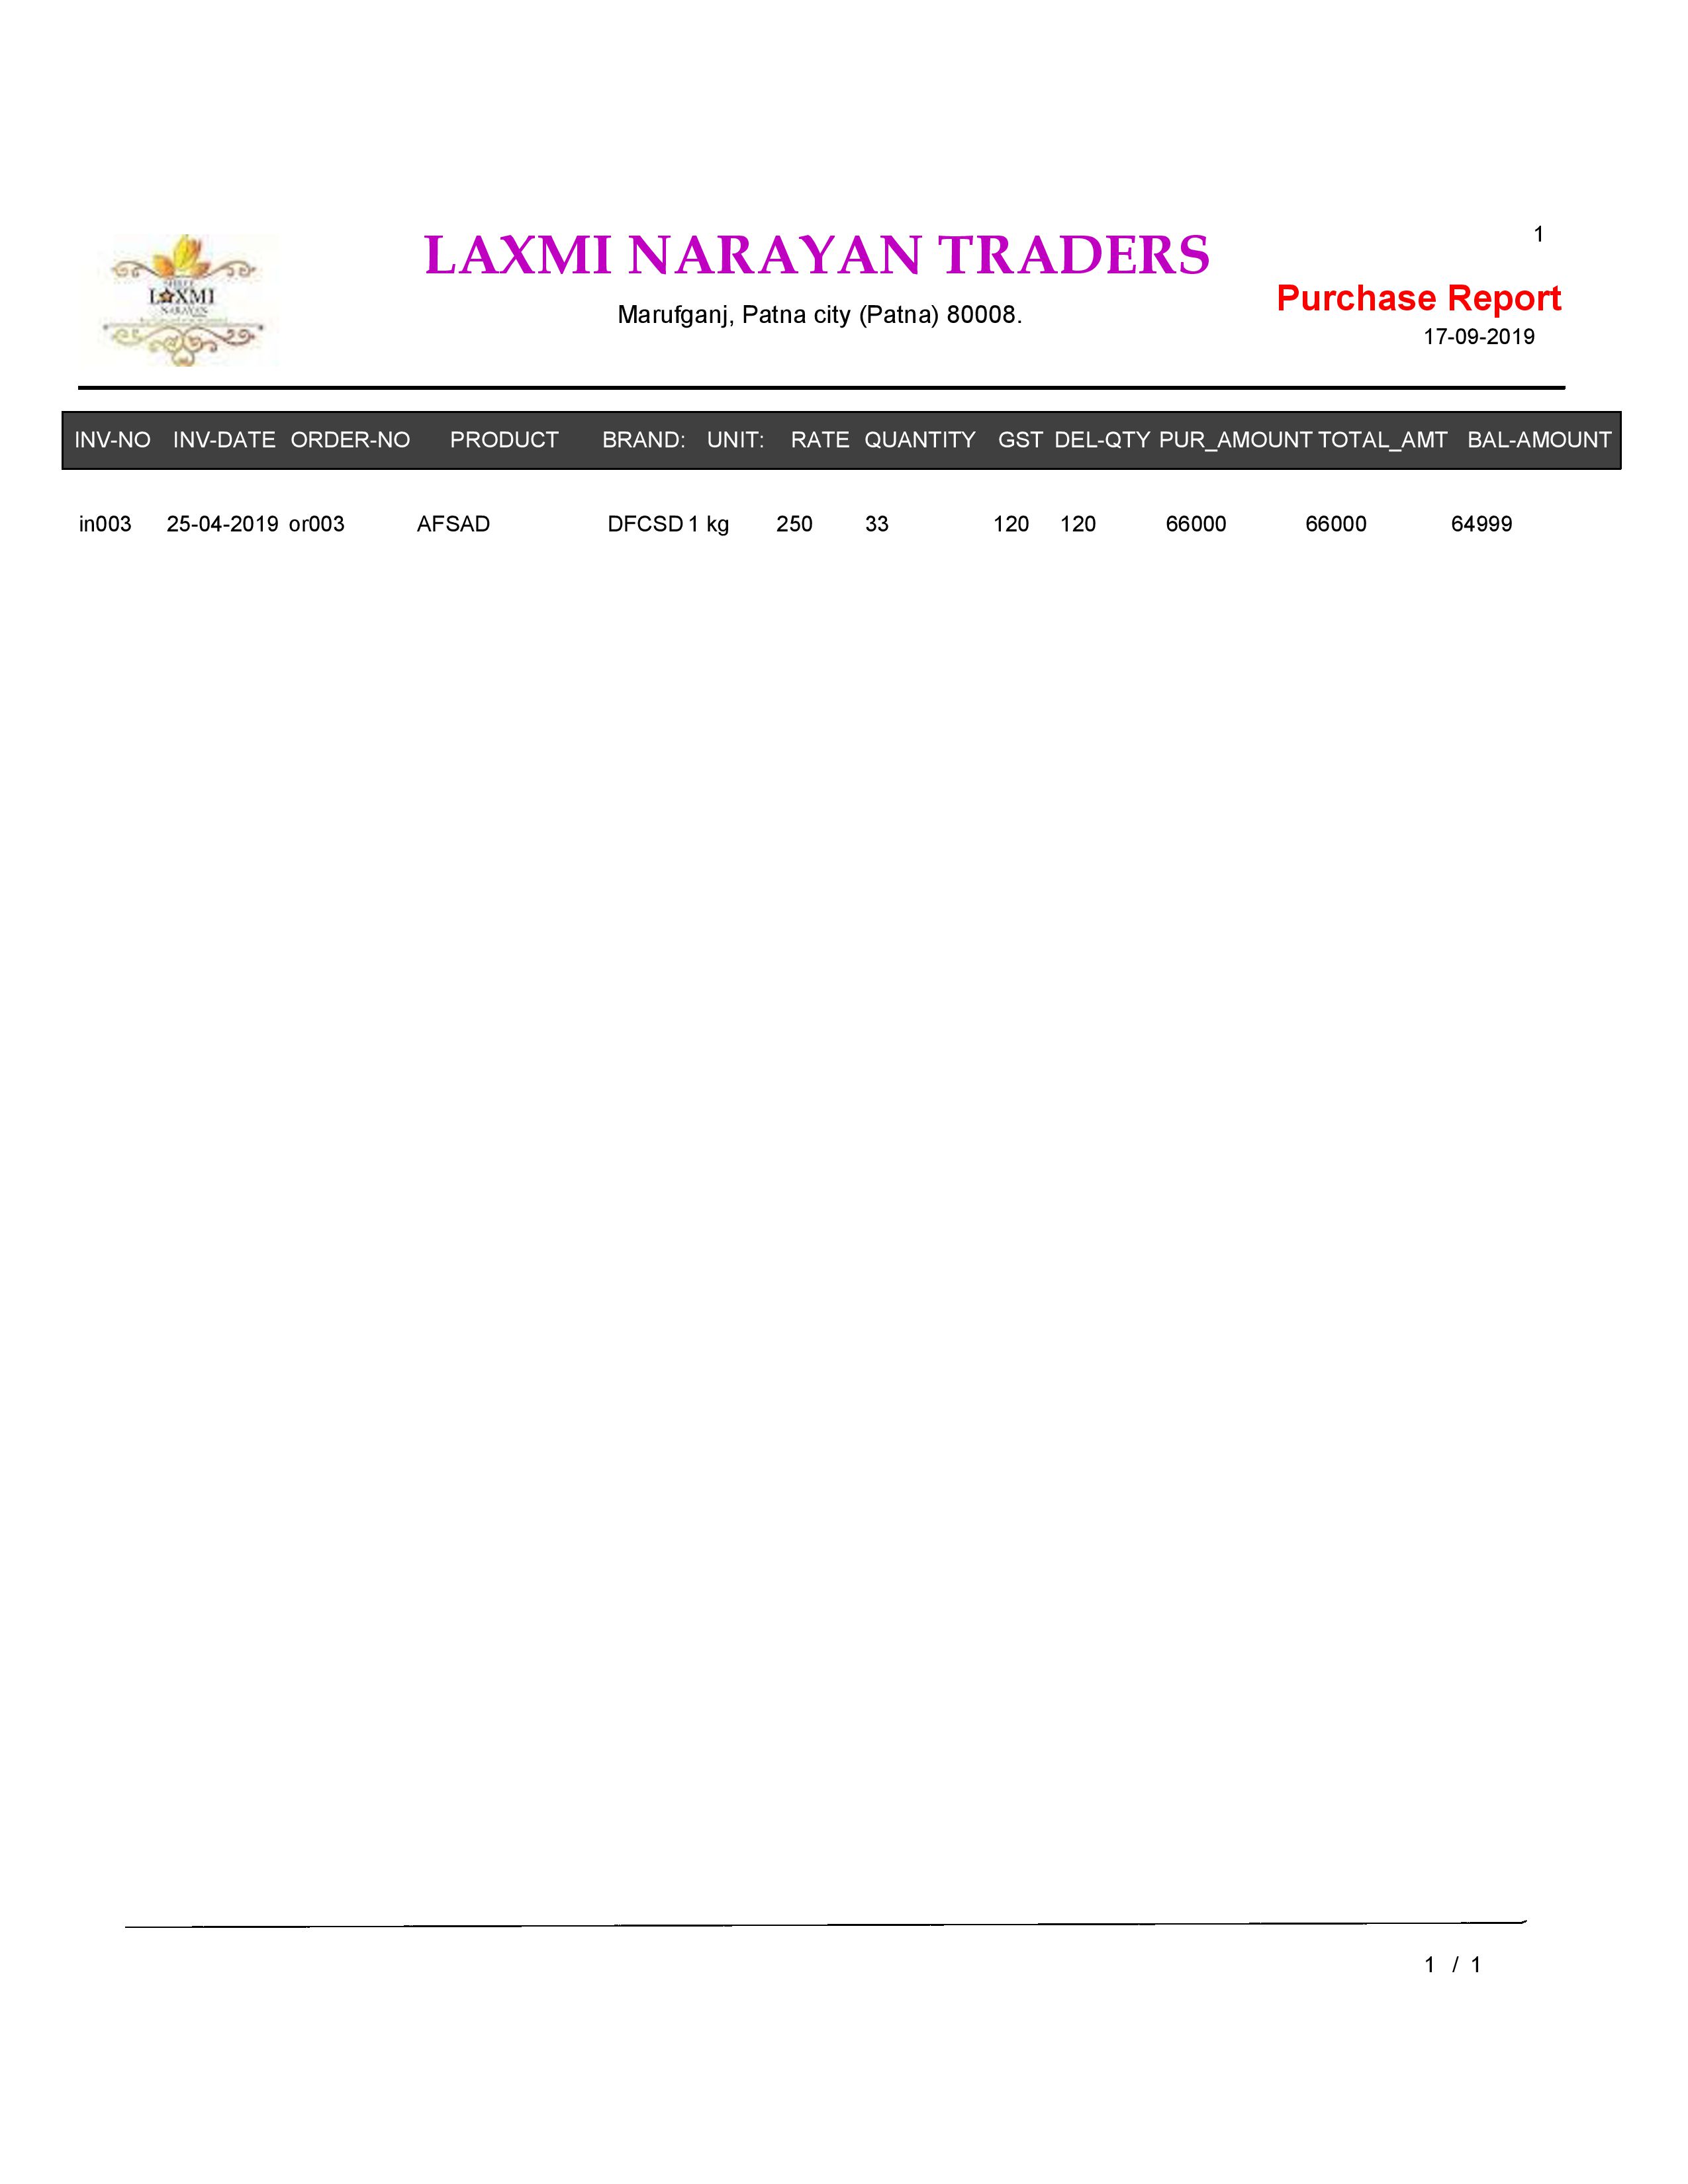 LAXMI
NARAYAN
LAXMI NARAYAN TRADERS
1
Marufganj, Patna city (Patna) 80008.
Purchase Report
17-09-2019
INV-NO INV-DATE ORDER-NO PRODUCT BRAND: UNIT: RATE QUANTITY GST DEL-QTY PUR_AMOUNT TOTAL_AMT BAL-AMOUNT
in003 25-04-2019 or003 AFSAD DFCSD 1 kg 250 33 120 120 66000 66000 64999
1 / 1